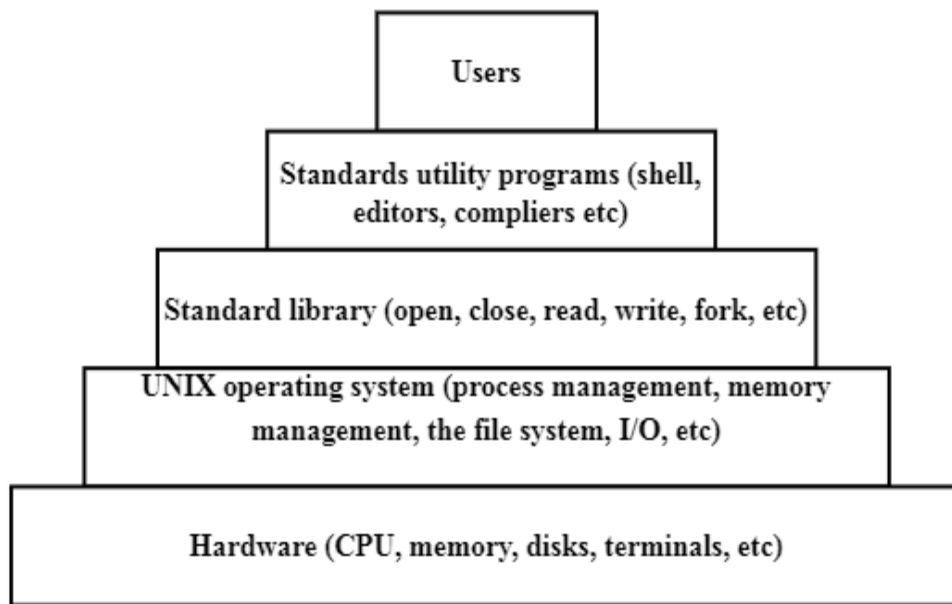 Users
Standards utility programs (shell,
editors, compliers etc)
Standard library (open, close, read, write, fork, etc)
UNIX operating system (process management, memory
management, the file system, I/O, etc)
Hardware (CPU, memory, disks, terminals, etc)